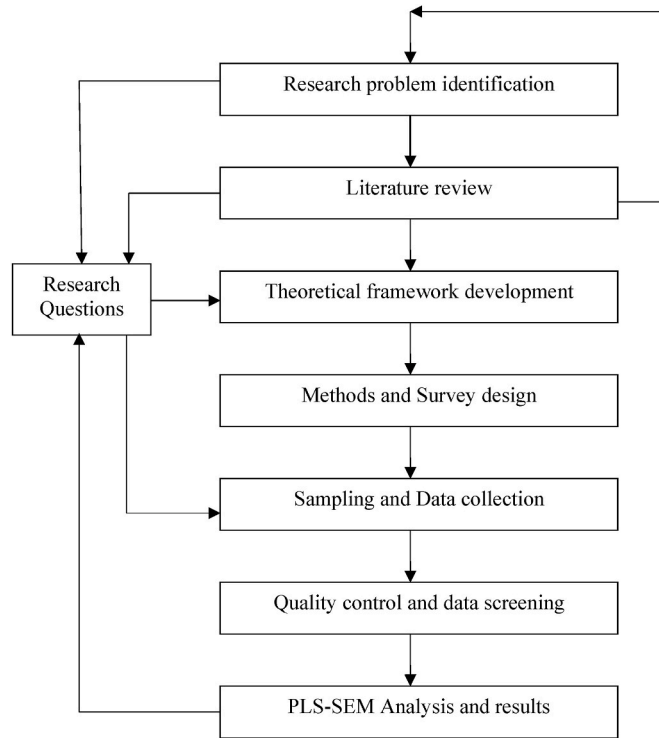 Research problem identification
Literature review
Research
Questions
Theoretical framework development
Methods and Survey design
Sampling and Data collection
Quality control and data screening
PLS-SEM Analysis and results